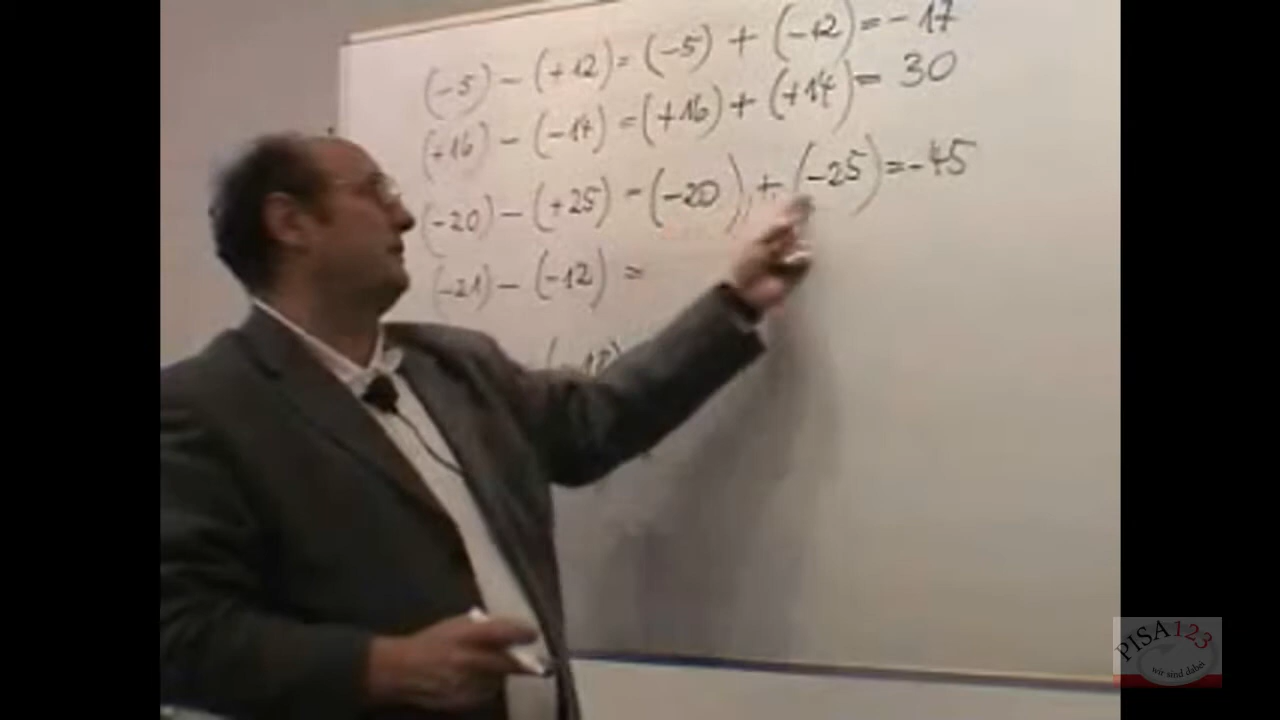 (-5) - (+12) = (-5) + (-12) = -17
(+16) - (-14) = (+16) + (+14) = 30
(-20) - (+25) = (-20) + (-25) = -45
(-21) - (-12) =
PISA123
wir sind dabei